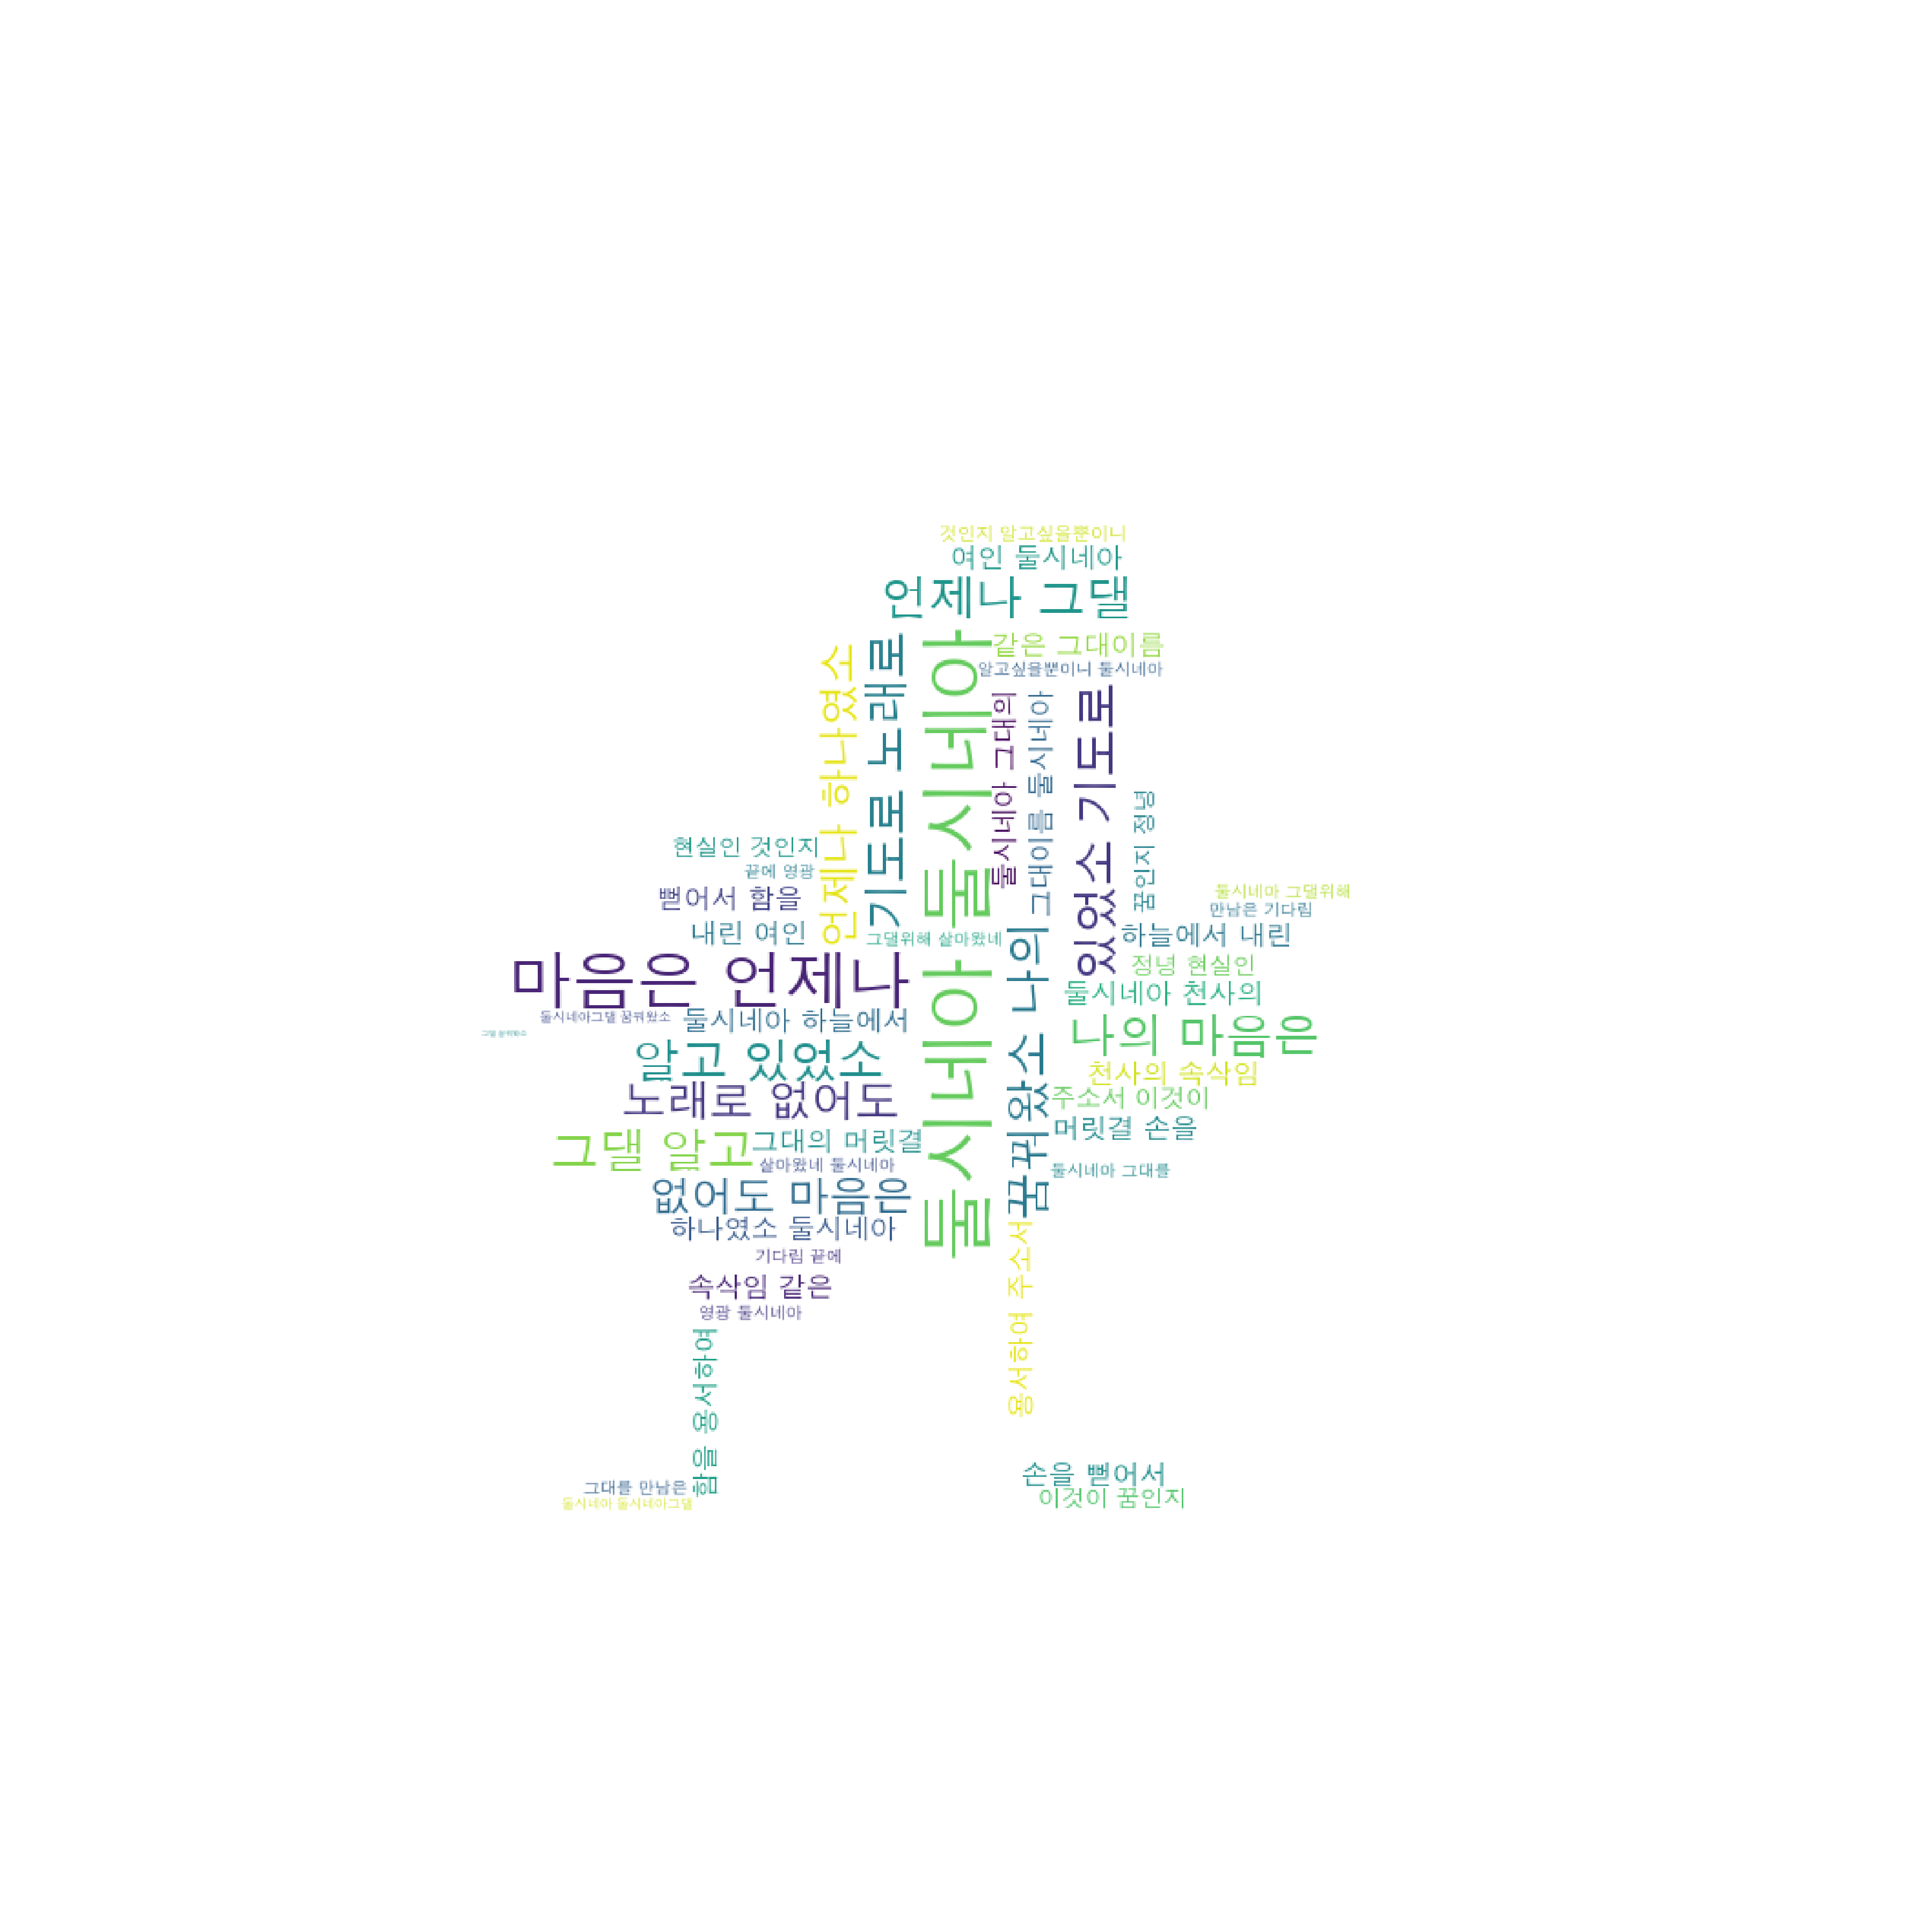 것인지 알고싶을뿐이니
여인 둘시네아
언제나 그댈
같은 그대이름
알고싶을뿐이니 둘시네아
언제나 하나였소
기도로 노래로
둘시네아 둘시네아
둘시네아 그대의
그대이름 둘시네아
있었소 기도로
꿈인지 정녕
현실인 것인지
끝에 영광
뻗어서 함을
내린 여인
그댈위해 살아왔네
둘시네아 그댈위해
만남은 기다림
하늘에서 내린
정녕 현실인
마음은 언제나
둘시네아 천사의
둘시네아그댈 꿈꿔왔소
둘시네아 하늘에서
그댈 꿈꿔왔소
꿈꿔왔소 나의
나의 마음은
알고 있었소
천사의 속삭임
노래로 없어도
주소서 이것이
머릿결 손을
그댈 알고
그대의 머릿결
살아왔네 둘시네아
둘시네아 그대를
없어도 마음은
하나였소 둘시네아
기다림 끝에
속삭임 같은
영광 둘시네아
용서하여 주소서
함을 용서하여
손을 뻗어서
그대를 만남은
이것이 꿈인지
둘시네아 둘시네아그댈